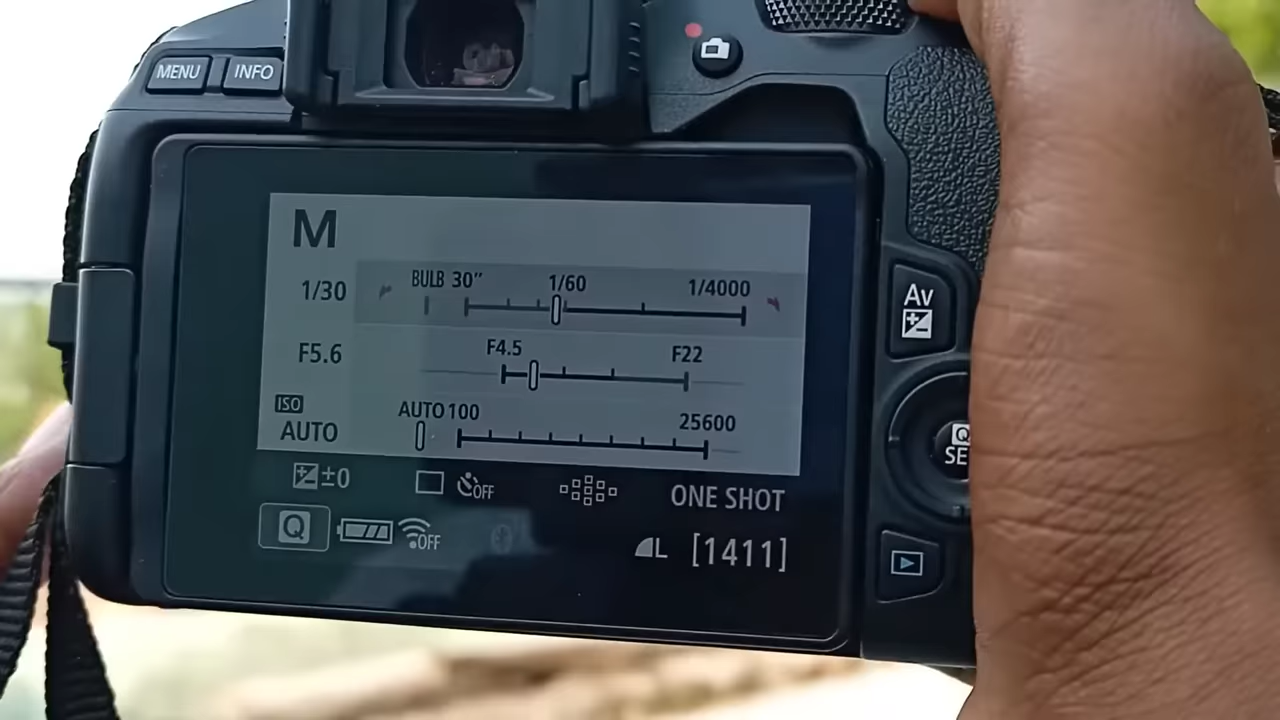 MENU INFO
M
1/30 BULB 30" 1/60 1/4000
F5.6 F4.5 F22
ISO
AUTO AUTO 100 25600
±0 OFF ONE SHOT
Q OFF L [1411]
Av
Q
SE